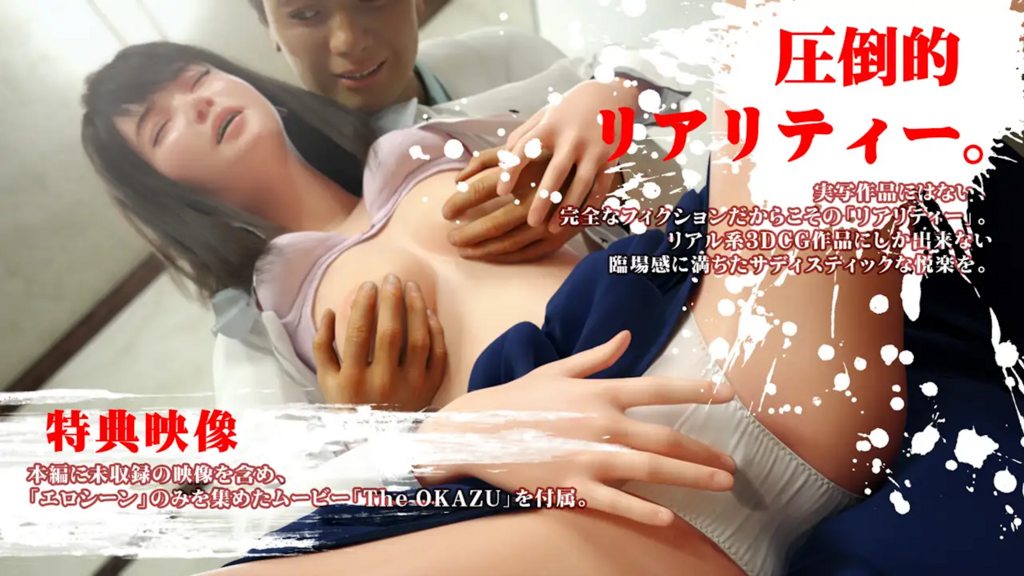 圧倒的
リアリティー。
実写作品にはない、
完全なフィクションだからこその「リアリティー」。
リアル系3DCG作品にしか出来ない
臨場感に満ちたサディスティックな悦楽を。
特典映像
本編に未収録の映像を含め、
「エロシーン」のみを集めたムービー「The OKAZU」を付属。